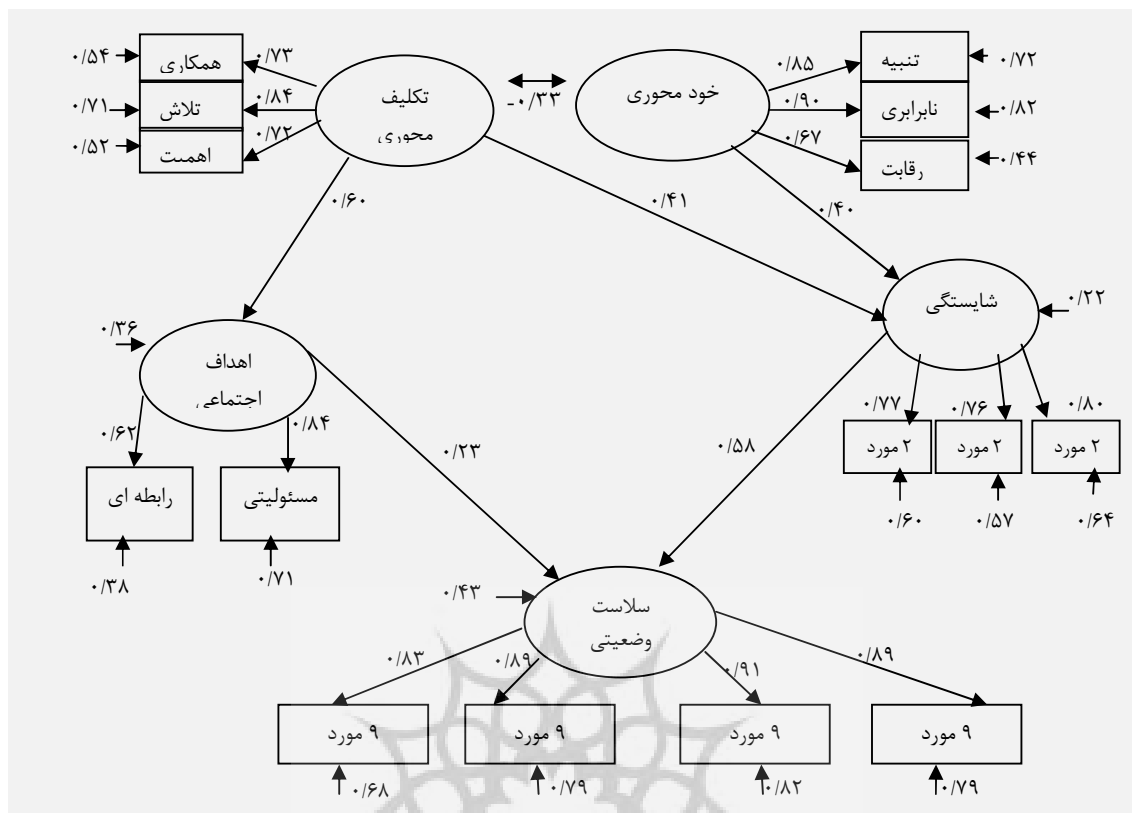 ۰/۵۴
همکاری
۰/۷۳
۰/۷۱
تلاش
۰/۸۴
۰/۵۲
اهمیت
۰/۷۲
تکلیف
محوری
-۰/۳۳
خود محوری
۰/۸۵
تنبیه
۰/۷۲
۰/۹۰
نابرابری
۰/۸۲
۰/۶۷
رقابت
۰/۴۴
۰/۶۰
۰/۴۱
۰/۴۰
شایستگی
۰/۲۲
۰/۳۶
اهداف
اجتماعی
۰/۷۷
۰/۷۶
۰/۸۰
۲ مورد
۲ مورد
۲ مورد
۰/۶۰
۰/۵۷
۰/۶۴
۰/۶۲
۰/۸۴
۰/۲۳
۰/۵۸
رابطه ای
مسئولیتی
۰/۳۸
۰/۷۱
۰/۴۳
سلاست
وضعیتی
۰/۸۳
۰/۸۹
۰/۹۱
۰/۸۹
۹ مورد
۹ مورد
۹ مورد
۹ مورد
۰/۶۸
۰/۷۹
۰/۸۲
۰/۷۹